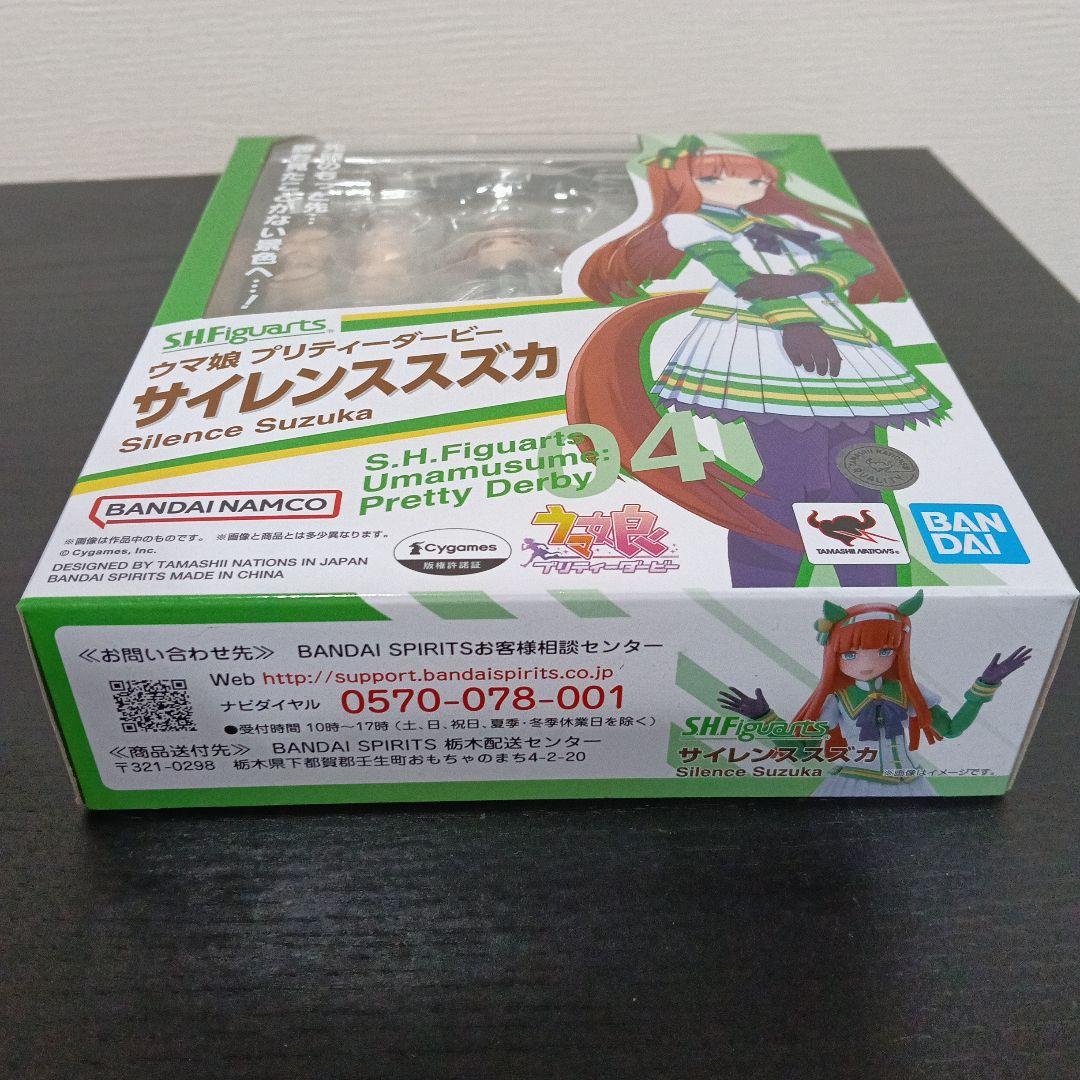 先頭のもっと先…
S.H.Figuarts
ウマ娘 プリティーダービー
サイレンススズカ
Silence Suzuka
S.H.Figuarts
Umamusume:
Pretty Derby
04
BANDAI NAMCO
※画像は作品中のものです。 ※画像と商品とは多少異なります。
© Cygames, Inc.
DESIGNED BY TAMASHII NATIONS IN JAPAN
BANDAI SPIRITS MADE IN CHINA
Cygames
版権許諾証
ウマ娘
プリティーダービー
TAMASHII NATIONS
QUALITY
TAMASHII NATIONS®
BAN
DAI
≪お問い合わせ先≫ BANDAI SPIRITSお客様相談センター
Web http://support.bandaispirits.co.jp
ナビダイヤル 0570-078-001
●受付時間 10時～17時 (土、日、祝日、夏季・冬季休業日を除く)
≪商品送付先≫ BANDAI SPIRITS 栃木配送センター
〒321-0298 栃木県下都賀郡壬生町おもちゃのまち4-2-20
S.H.Figuarts
サイレンススズカ
Silence Suzuka
※画像はイメージです。